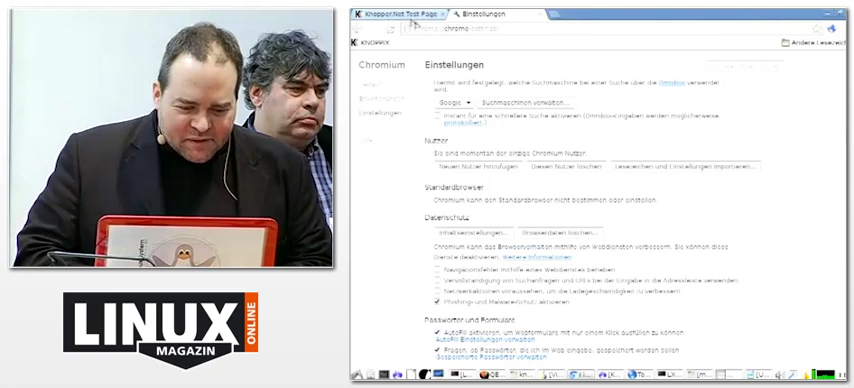 LINUX
MAGAZIN
ONLINE
Knopper.Net Test Page
Einstellungen
KNOPPIX
Andere Lesezeich
Chromium
Einstellungen
Einstellungen
Hiermit wird festgelegt, welche Suchmaschine bei einer Suche über die Omnibox verwendet
wird.
Google
Suchmaschinen verwalten...
Instant für eine schnellere Suche aktivieren (Omnibox-Eingaben werden möglicherweise
protokolliert.)
Nutzer
Sie sind momentan der einzige Chromium Nutzer.
Neuen Nutzer hinzufügen
Diesen Nutzer löschen
Lesezeichen und Einstellungen importieren...
Standardbrowser
Chromium kann den Standardbrowser nicht bestimmen oder einstellen.
Datenschutz
Inhaltseinstellungen...
Browserdaten löschen...
Chromium kann das Browserverhalten mithilfe von Webdiensten verbessern. Sie können diese
Dienste deaktivieren. Weitere Informationen
Navigationsfehler mithilfe eines Webdienstes beheben
Vervollständigung von Suchanfragen und URLs bei der Eingabe in die Adressleiste verwenden
Netzwerkaktionen voraussehen, um die Ladegeschwindigkeit zu verbessern
Phishing- und Malware-Schutz aktivieren
Passwörter und Formulare
AutoFill aktivieren, um Webformulare mit nur einem Klick ausfüllen zu können
AutoFill Einstellungen verwalten
Fragen, ob Passwörter, die ich im Web eingebe, gespeichert werden sollen
Gespeicherte Passwörter verwalten